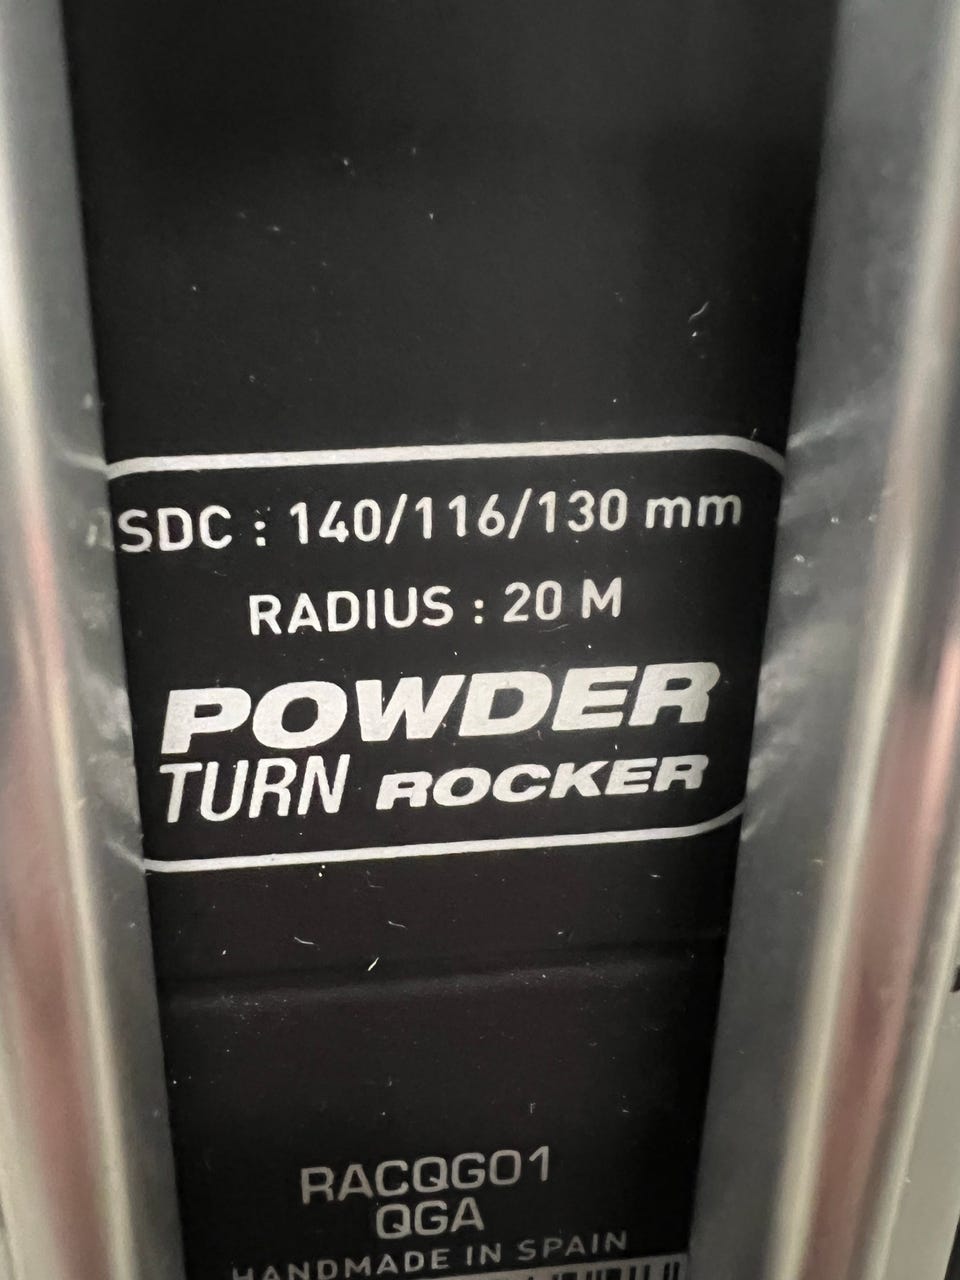 SDC : 140/116/130 mm
RADIUS : 20 M
POWDER
TURN ROCKER
RACQG01
QGA
HANDMADE IN SPAIN